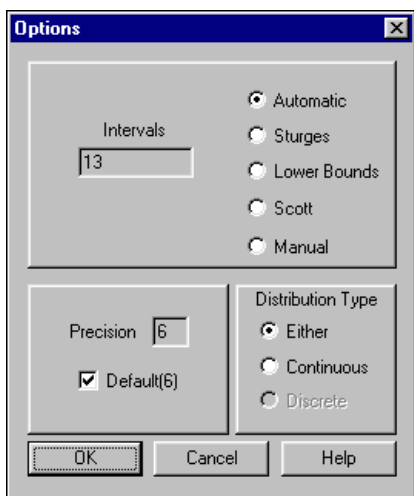 Options
Intervals
13
Automatic
Sturges
Lower Bounds
Scott
Manual
Precision 6
Default(6)
Distribution Type
Either
Continuous
Discrete
OK Cancel Help